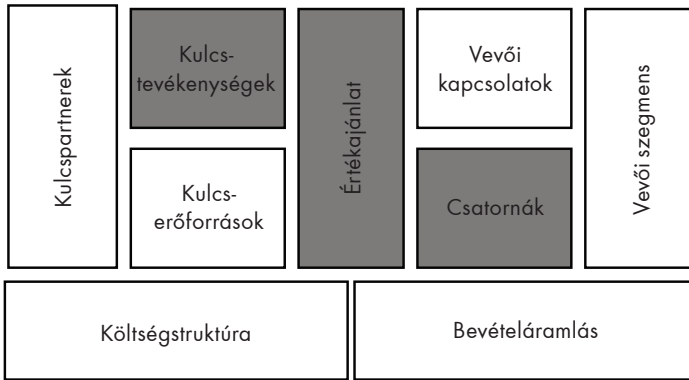 Kulcspartnerek
Kulcs-
tevékenységek
Kulcs-
erőforrások
Értékajánlat
Vevői
kapcsolatok
Csatornák
Vevői szegmens
Költségstruktúra
Bevételáramlás